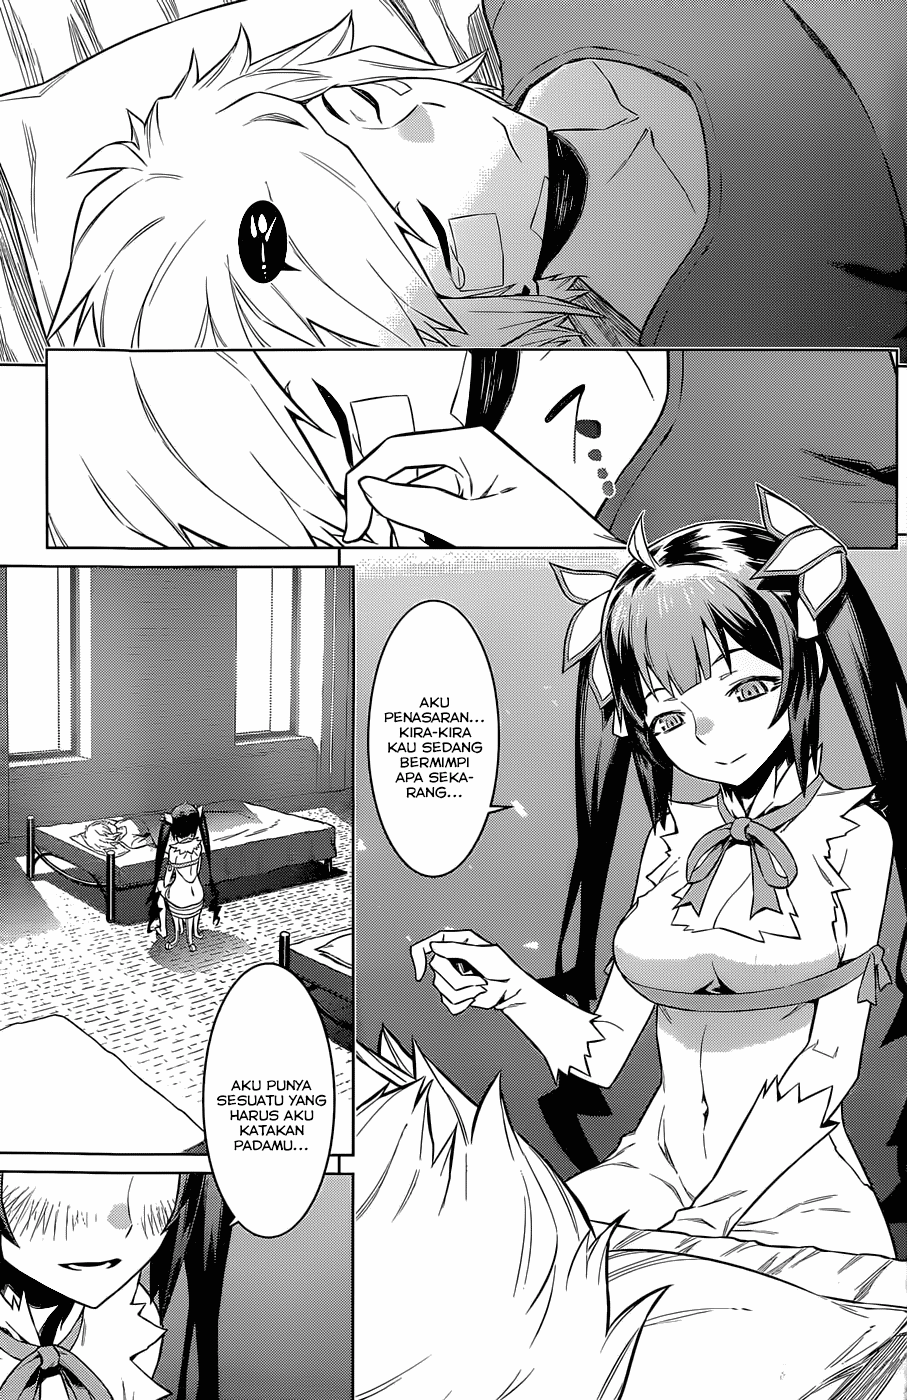 AKU
PENASARAN...
KIRA-KIRA
KAU SEDANG
BERMIMPI
APA SEKA-
RANG...
AKU PUNYA
SESUATU YANG
HARUS AKU
KATAKAN
PADAMU...